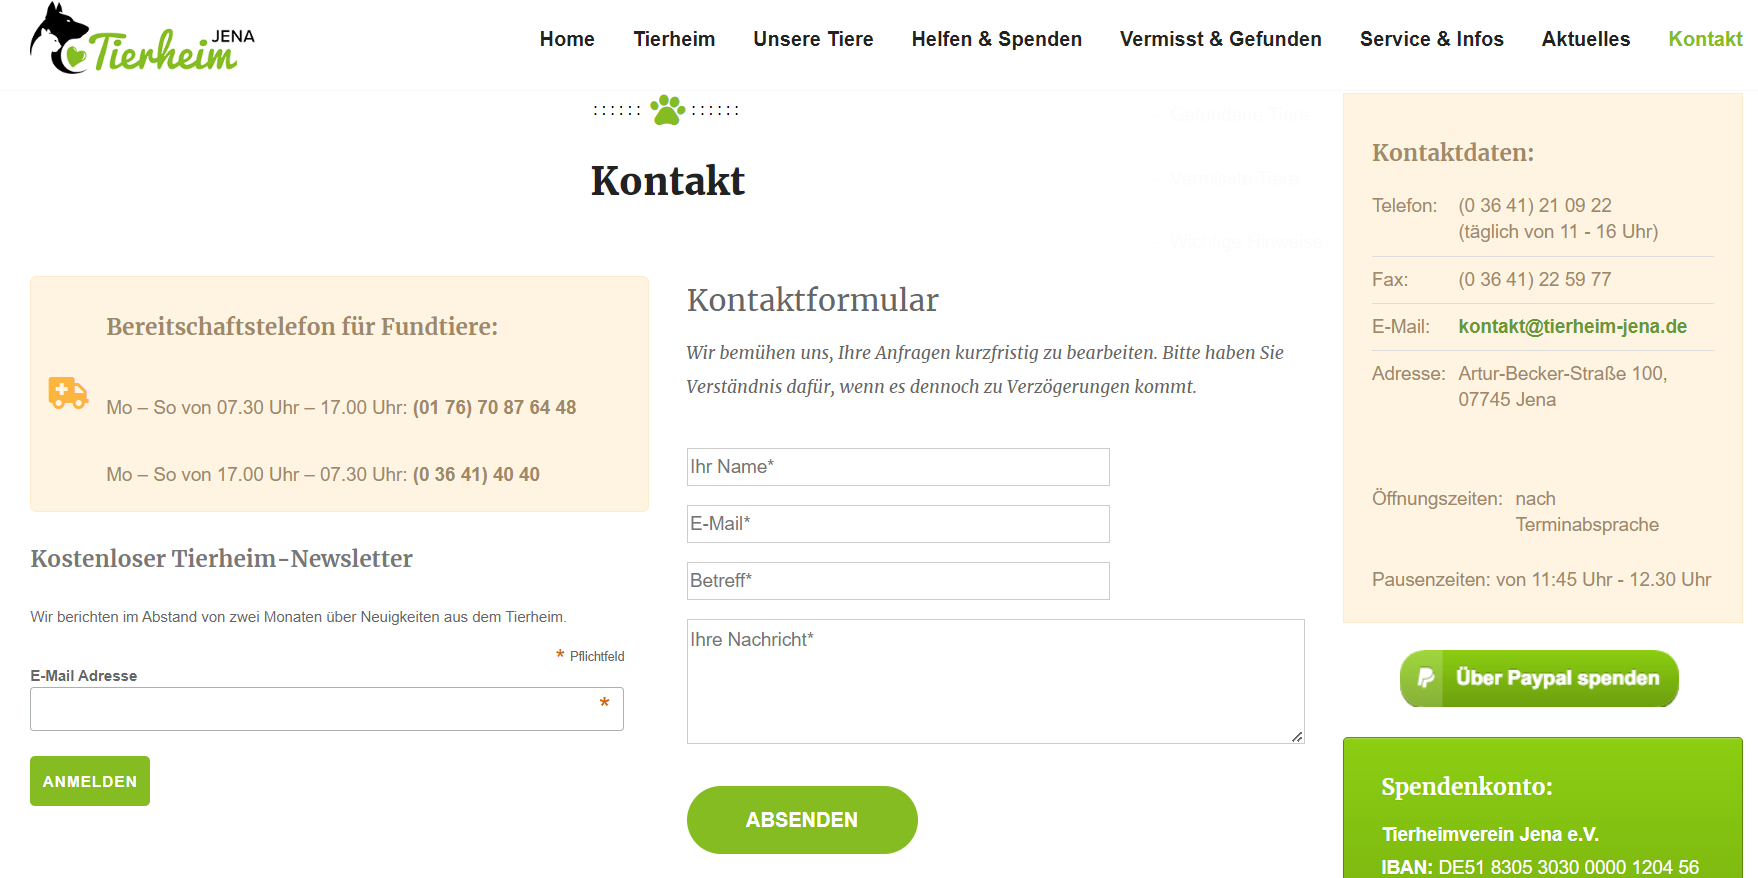 Tierheim JENA
Home
Tierheim
Unsere Tiere
Helfen & Spenden
Vermisst & Gefunden
Service & Infos
Aktuelles
Kontakt
Kontakt
Bereitschaftstelefon für Fundtiere:
Mo – So von 07.30 Uhr – 17.00 Uhr: (01 76) 70 87 64 48
Mo – So von 17.00 Uhr – 07.30 Uhr: (0 36 41) 40 40
Kostenloser Tierheim-Newsletter
Wir berichten im Abstand von zwei Monaten über Neuigkeiten aus dem Tierheim.
* Pflichtfeld
E-Mail Adresse
*
ANMELDEN
Kontaktformular
Wir bemühen uns, Ihre Anfragen kurzfristig zu bearbeiten. Bitte haben Sie
Verständnis dafür, wenn es dennoch zu Verzögerungen kommt.
Ihr Name*
E-Mail*
Betreff*
Ihre Nachricht*
ABSENDEN
Kontaktdaten:
Telefon: (0 36 41) 21 09 22
(täglich von 11 - 16 Uhr)
Fax: (0 36 41) 22 59 77
E-Mail: kontakt@tierheim-jena.de
Adresse: Artur-Becker-Straße 100,
07745 Jena
Öffnungszeiten: nach
Terminabsprache
Pausenzeiten: von 11:45 Uhr - 12.30 Uhr
Über Paypal spenden
Spendenkonto:
Tierheimverein Jena e.V.
IBAN: DE51 8305 3030 0000 1204 56